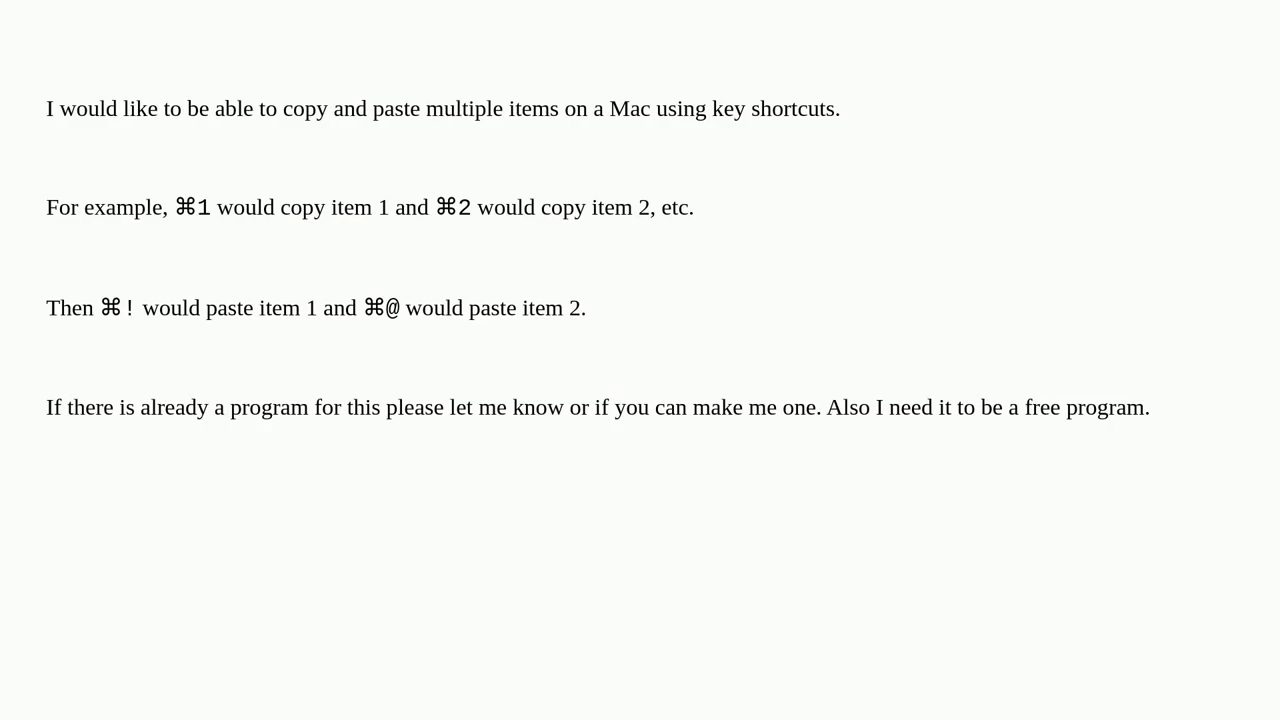 I would like to be able to copy and paste multiple items on a Mac using key shortcuts.
For example, ⌘1 would copy item 1 and ⌘2 would copy item 2, etc.
Then ⌘! would paste item 1 and ⌘@ would paste item 2.
If there is already a program for this please let me know or if you can make me one. Also I need it to be a free program.